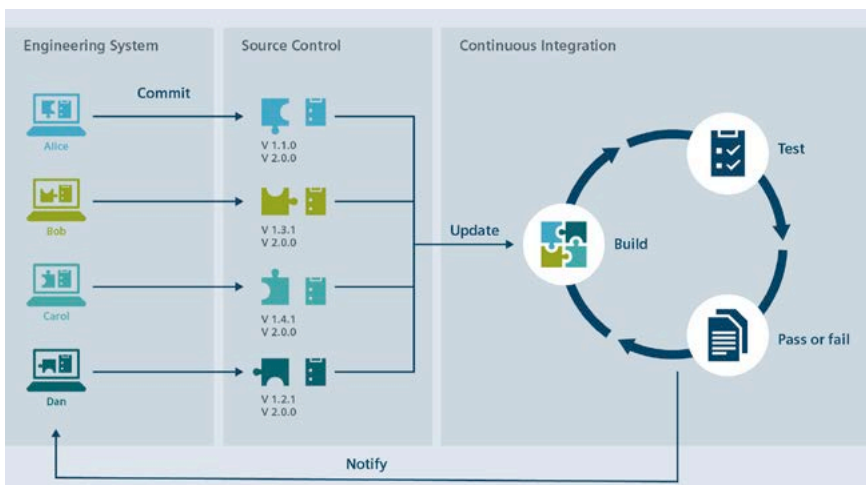 Engineering System
Source Control
Continuous Integration
Commit
Alice
V 1.1.0
V 2.0.0
Test
Bob
V 1.3.1
V 2.0.0
Update
Build
Carol
V 1.4.1
V 2.0.0
Pass or fail
Dan
V 1.2.1
V 2.0.0
Notify